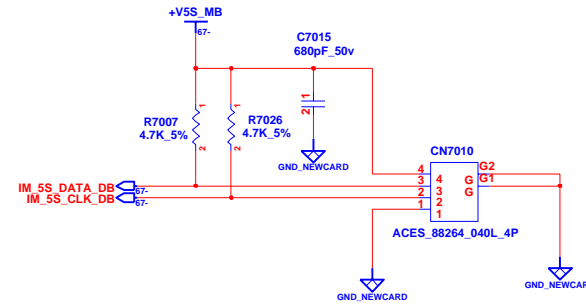 +V5S_MB
67-
C7015
680pF_50v
1
2
R7007
4.7K_5%
1
2
R7026
4.7K_5%
1
2
GND_NEWCARD
CN7010
IM_5S_DATA_DB
67-
IM_5S_CLK_DB
67-
4
3
2
1
4
3
2
1
G
G
G2
G1
ACES_88264_040L_4P
GND_NEWCARD
GND_NEWCARD